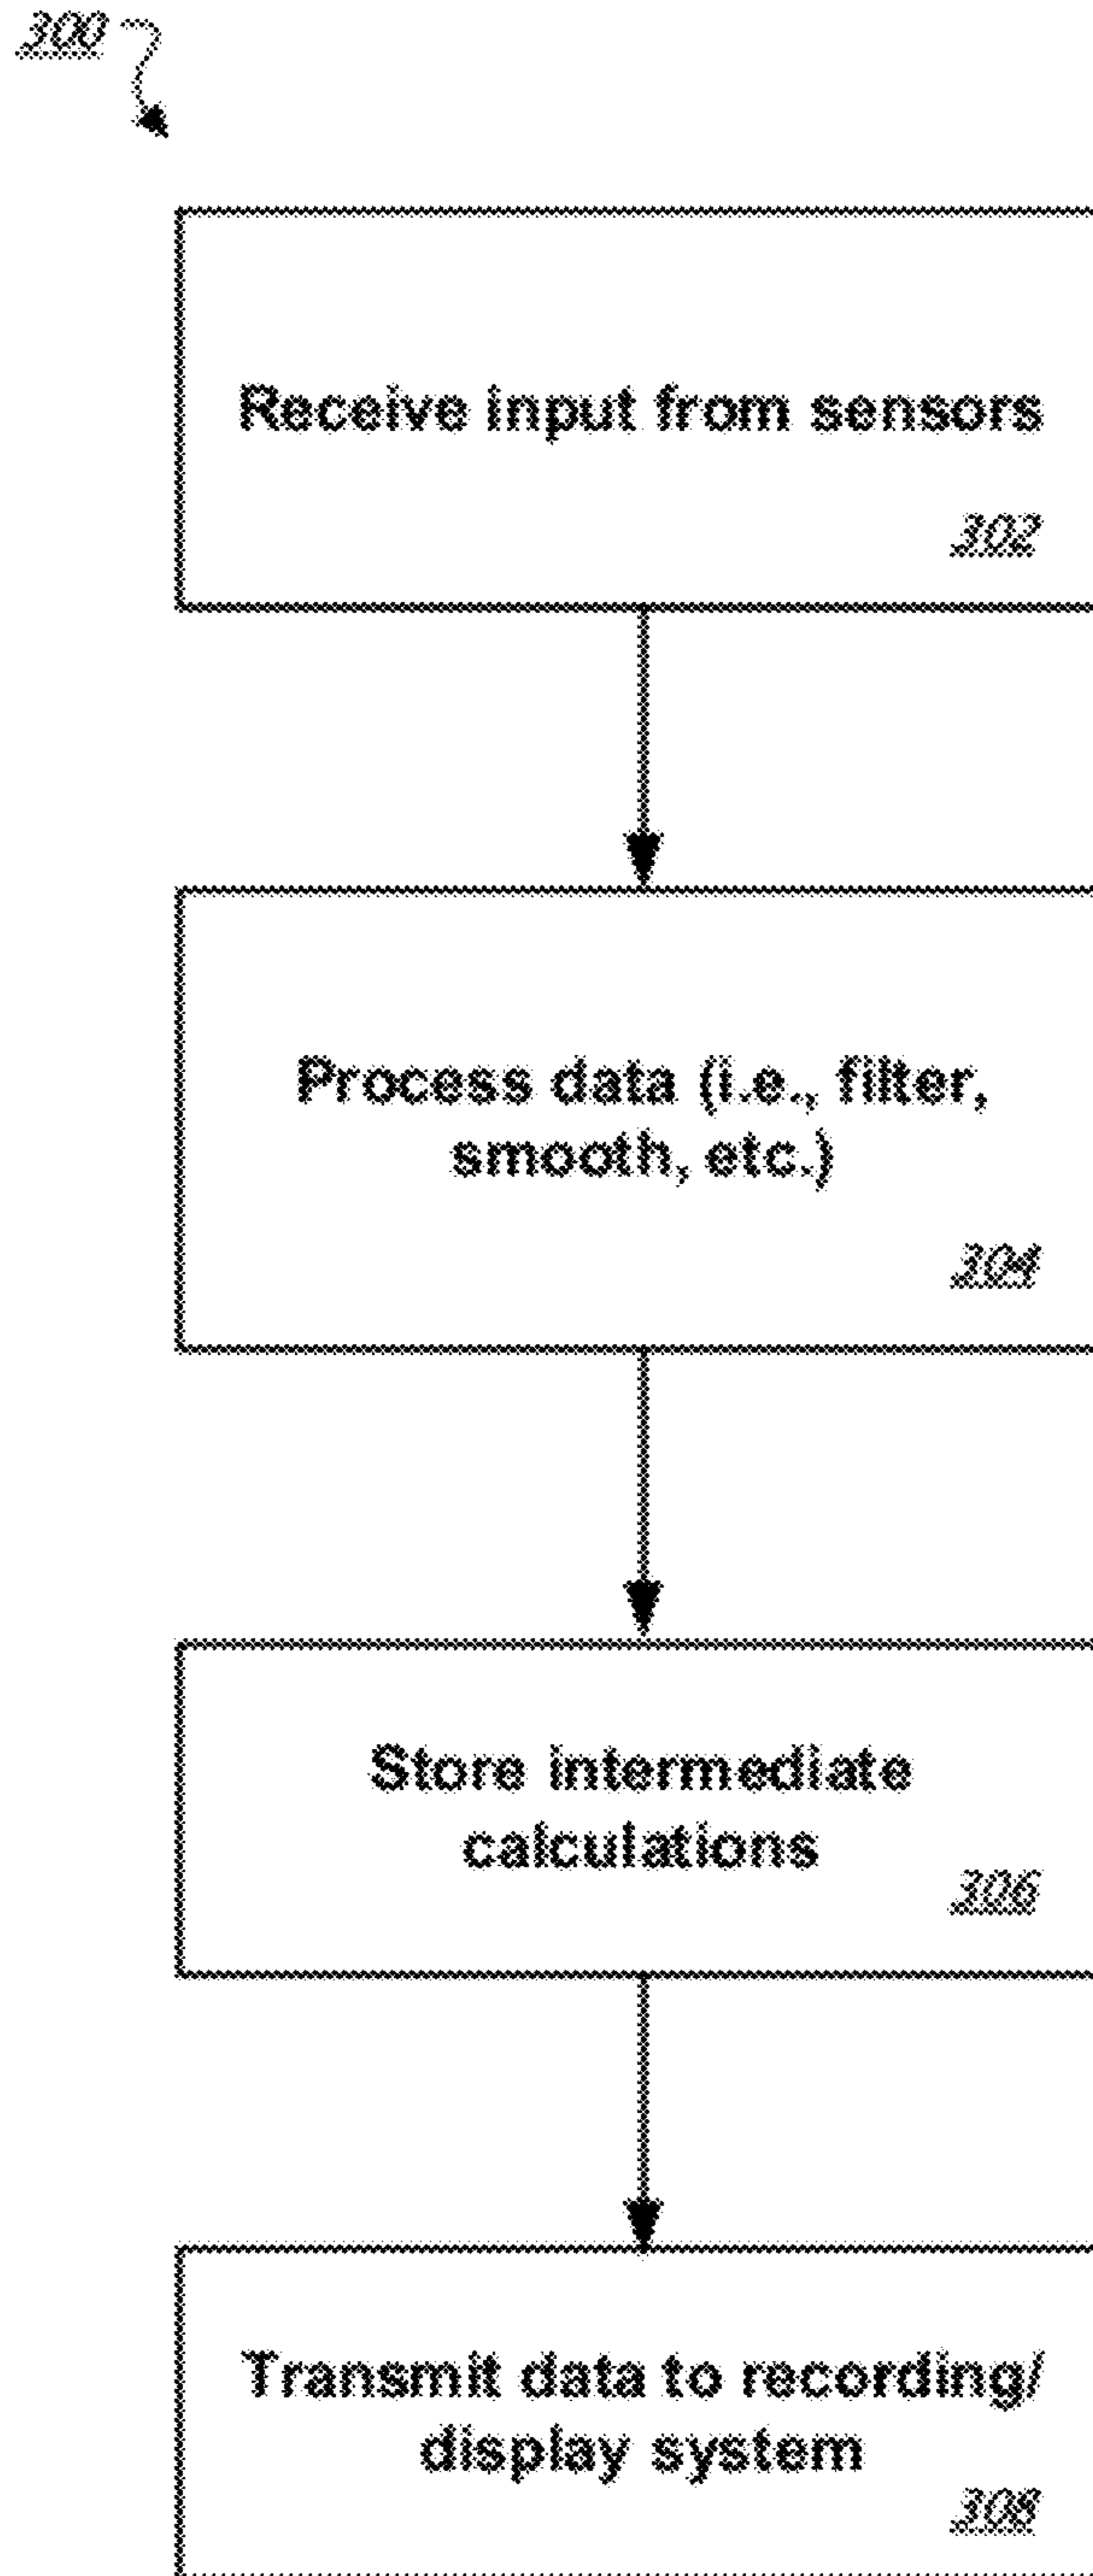 300
Receive input from sensors
302
Process data (i.e., filter,
smooth, etc.)
304
Store intermediate
calculations
306
Transmit data to recording/
display system
308